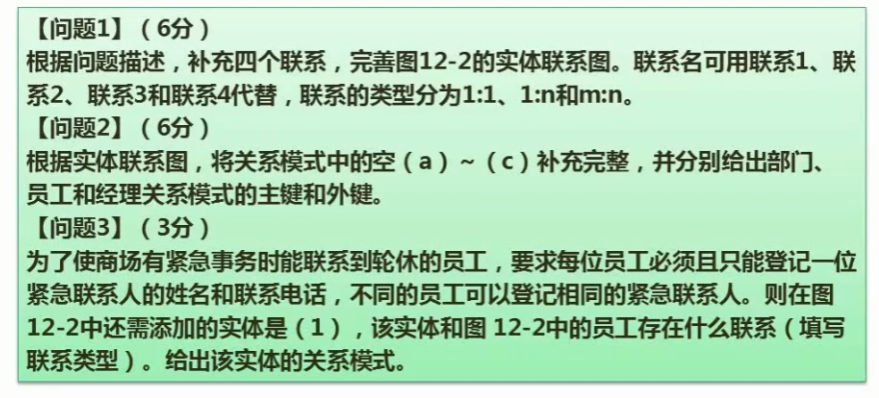 【问题1】（6分）
根据问题描述，补充四个联系，完善图12-2的实体联系图。联系名可用联系1、联
系2、联系3和联系4代替，联系的类型分为1:1、1:n和m:n。
【问题2】（6分）
根据实体联系图，将关系模式中的空（a）~（c）补充完整，并分别给出部门、
员工和经理关系模式的主键和外键。
【问题3】（3分）
为了使商场有紧急事务时能联系到轮休的员工，要求每位员工必须且只能登记一位
紧急联系人的姓名和联系电话，不同的员工可以登记相同的紧急联系人。则在图
12-2中还需添加的实体是（1），该实体和图 12-2中的员工存在什么联系（填写
联系类型）。给出该实体的关系模式。